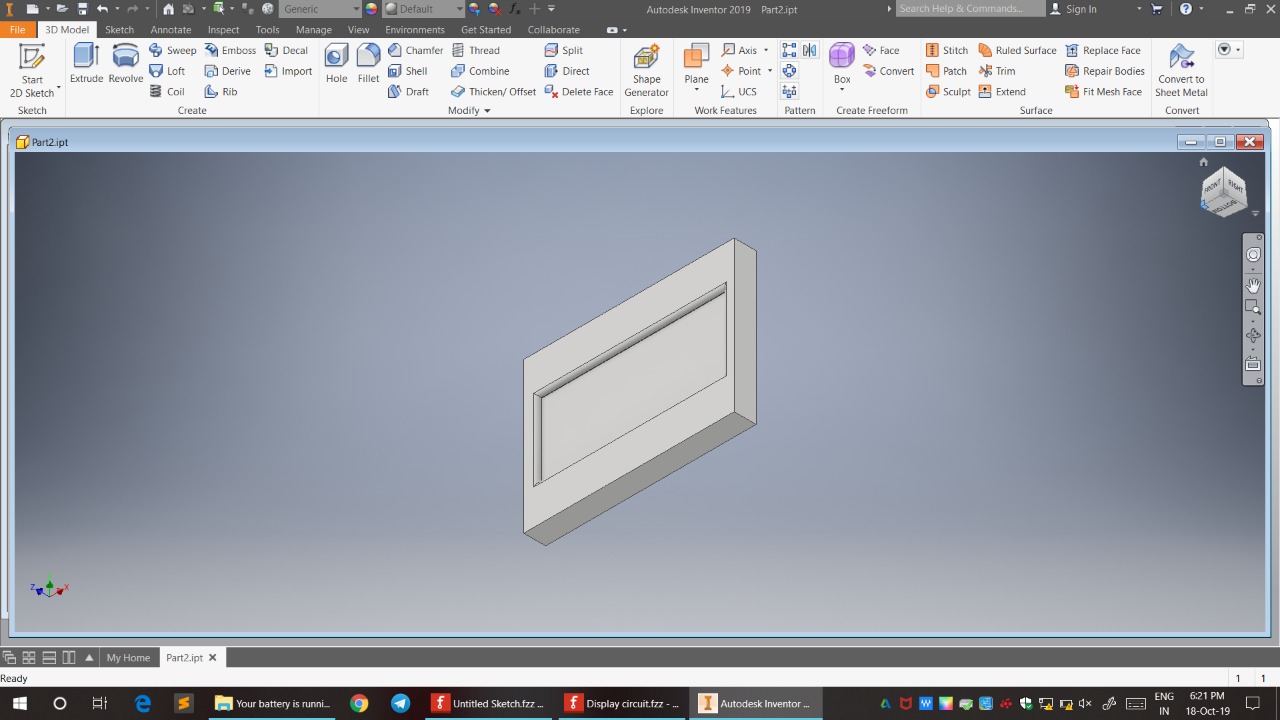 Generic
Default
Autodesk Inventor 2019 Part2.ipt
Search Help & Commands...
Sign In
File
3D Model
Sketch
Annotate
Inspect
Tools
Manage
View
Environments
Get Started
Collaborate
Start
2D Sketch
Sketch
Extrude
Revolve
Sweep
Loft
Coil
Emboss
Derive
Rib
Decal
Import
Create
Hole
Fillet
Chamfer
Shell
Draft
Thread
Combine
Thicken/ Offset
Split
Direct
Delete Face
Modify
Shape
Generator
Explore
Plane
Axis
Point
UCS
Work Features
Pattern
Box
Face
Convert
Create Freeform
Stitch
Patch
Sculpt
Ruled Surface
Trim
Extend
Replace Face
Repair Bodies
Fit Mesh Face
Surface
Convert to
Sheet Metal
Convert
Part2.ipt
FRONT
RIGHT
BOTTOM
Z
X
My Home
Part2.ipt
Ready
1 1
Your battery is runni...
Untitled Sketch.fzz ...
Display circuit.fzz - ...
Autodesk Inventor ...
ENG
IN
6:21 PM
18-Oct-19